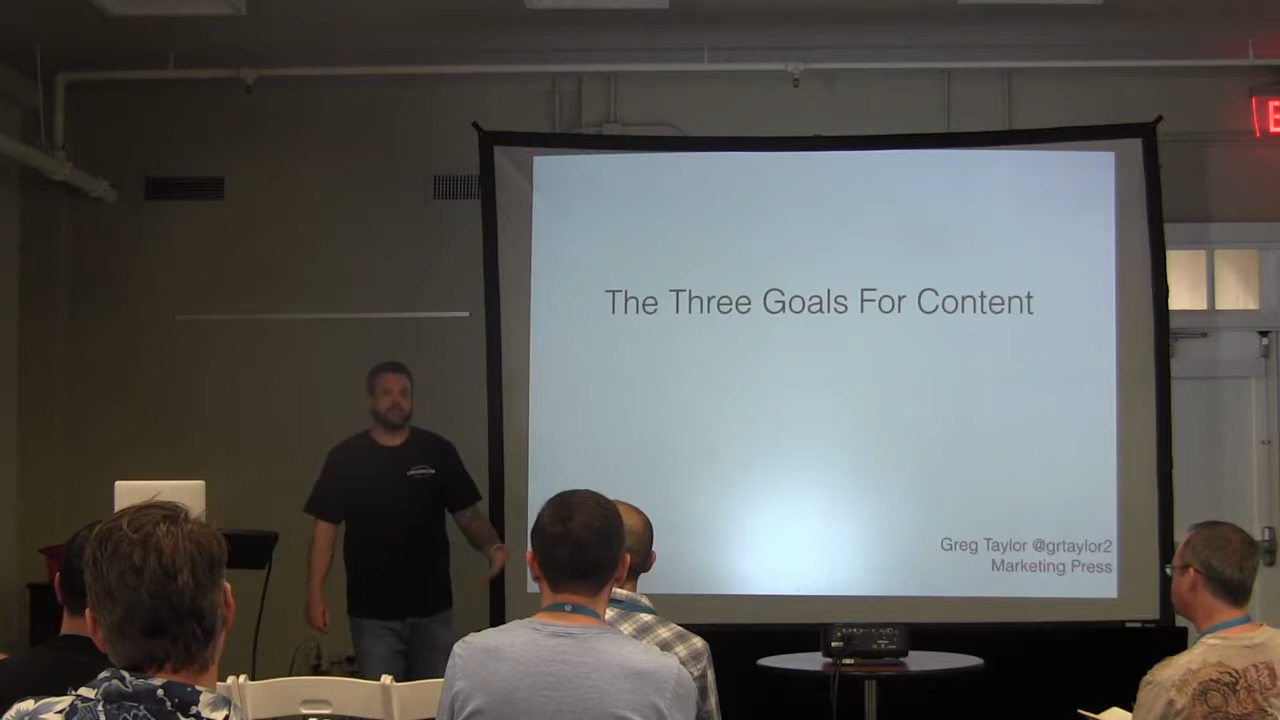 The Three Goals For Content
Greg Taylor @grtaylor2
Marketing Press